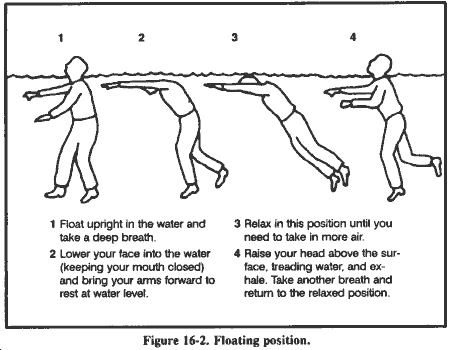 1 2 3 4
1 Float upright in the water and
take a deep breath.
2 Lower your face into the water
(keeping your mouth closed)
and bring your arms forward to
rest at water level.
3 Relax in this position until you
need to take in more air.
4 Raise your head above the sur-
face, treading water, and ex-
hale. Take another breath and
return to the relaxed position.
Figure 16-2. Floating position.